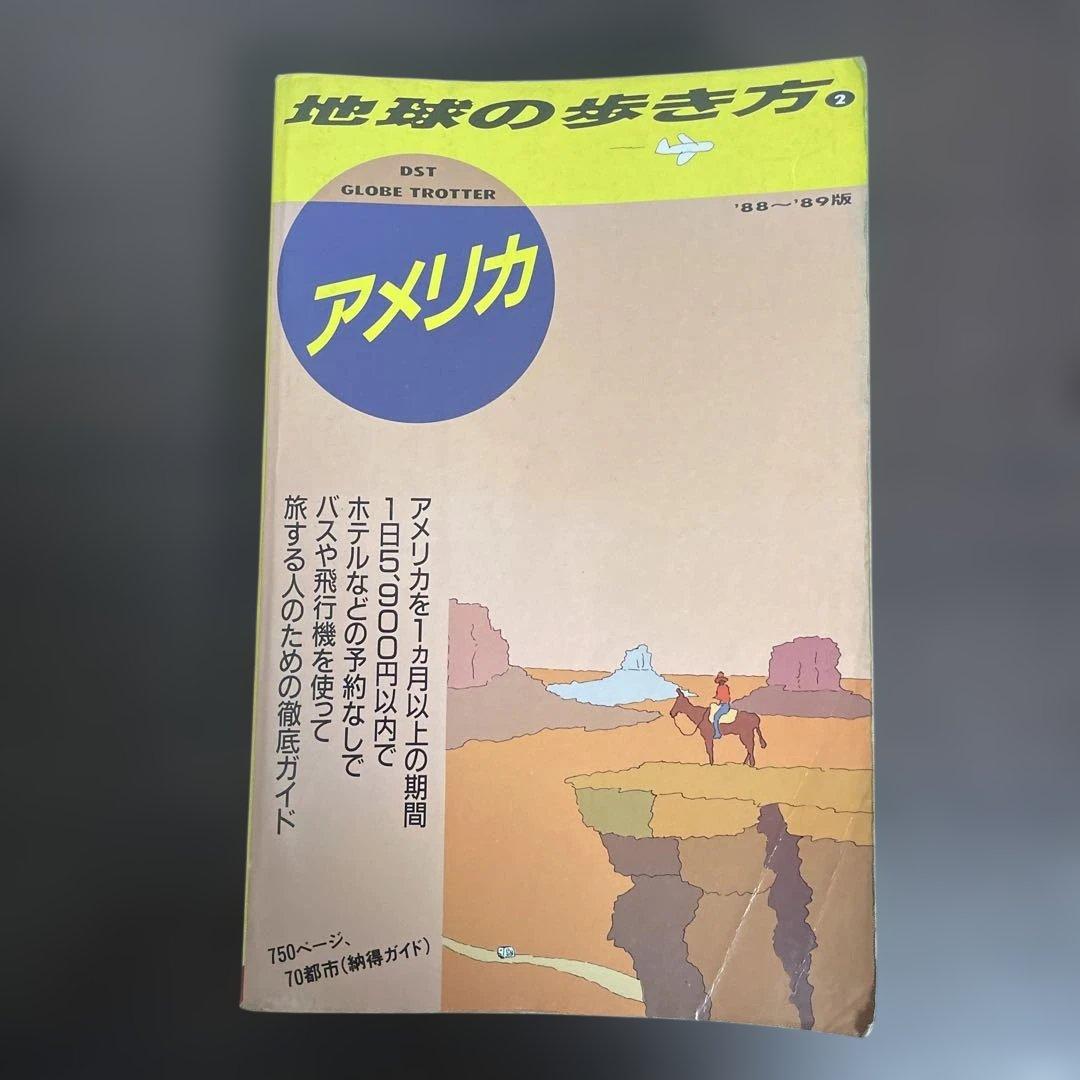 地球の歩き方2
DST
GLOBE TROTTER
'88〜'89版
アメリカ
アメリカを1ヵ月以上の期間
1日5,900円以内で
ホテルなどの予約なしで
バスや飛行機を使って
旅する人のための徹底ガイド
750ページ、
70都市(納得ガイド)